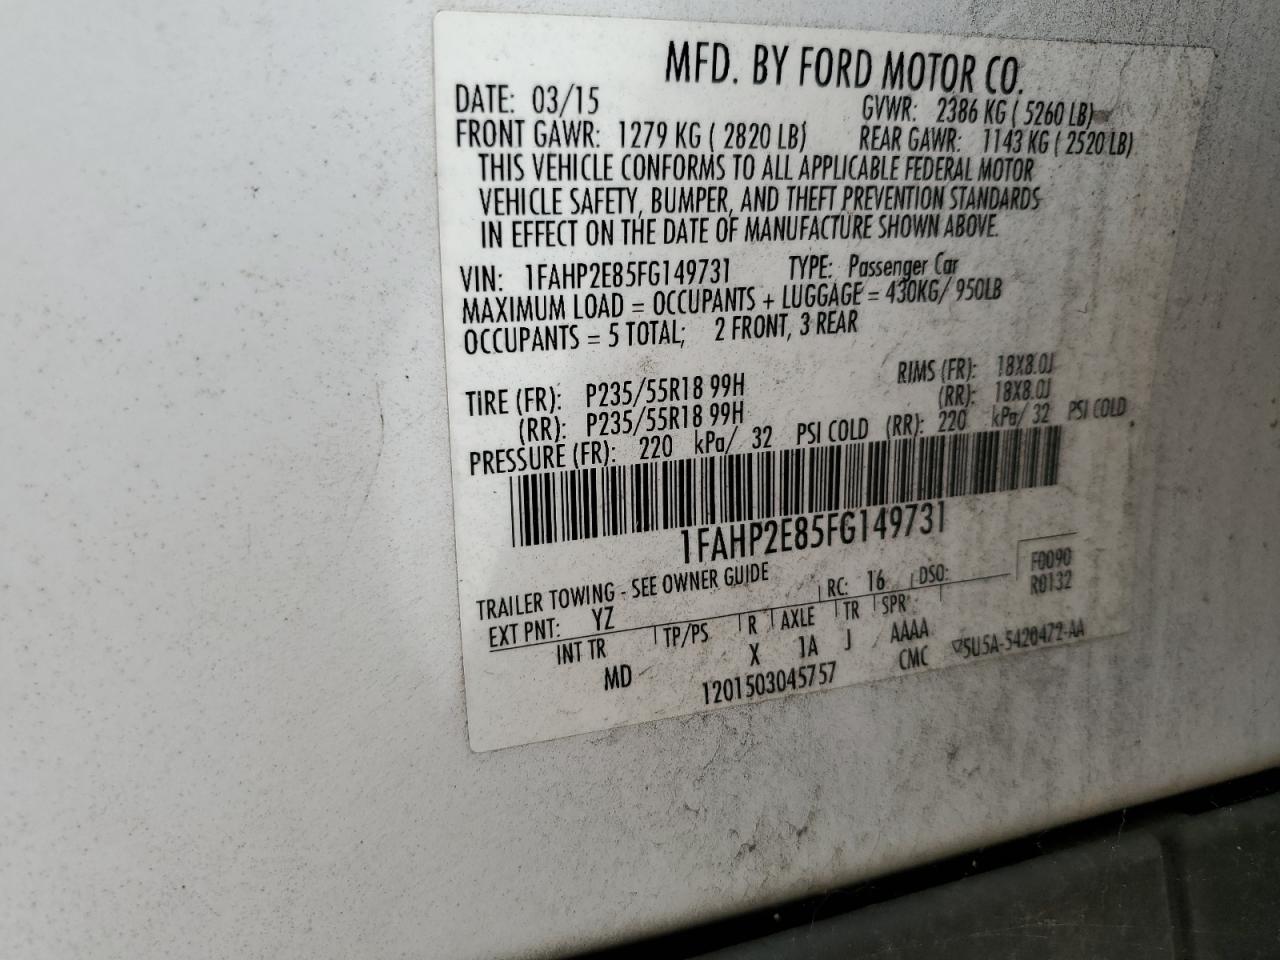 MFD. BY FORD MOTOR CO.
DATE: 03/15 GVWR: 2386 KG ( 5260 LB)
FRONT GAWR: 1279 KG ( 2820 LB) REAR GAWR: 1143 KG ( 2520 LB)
THIS VEHICLE CONFORMS TO ALL APPLICABLE FEDERAL MOTOR
VEHICLE SAFETY, BUMPER, AND THEFT PREVENTION STANDARDS
IN EFFECT ON THE DATE OF MANUFACTURE SHOWN ABOVE.
VIN: 1FAHP2E85FG149731 TYPE: Passenger Car
MAXIMUM LOAD = OCCUPANTS + LUGGAGE = 430KG/ 950LB
OCCUPANTS = 5 TOTAL; 2 FRONT, 3 REAR
TIRE (FR): P235/55R18 99H RIMS (FR): 18X8.0J
(RR): P235/55R18 99H (RR): 18X8.0J
PRESSURE (FR): 220 kPa/ 32 PSI COLD (RR): 220 kPa/ 32 PSI COLD
1FAHP2E85FG149731
TRAILER TOWING - SEE OWNER GUIDE
EXT PNT: YZ RC: 16 DSO: F0090
R0132
INT TR TP/PS R AXLE TR SPR
MD X 1A J AAAA
1201503045757 CMC 5U5A-5420472-AA